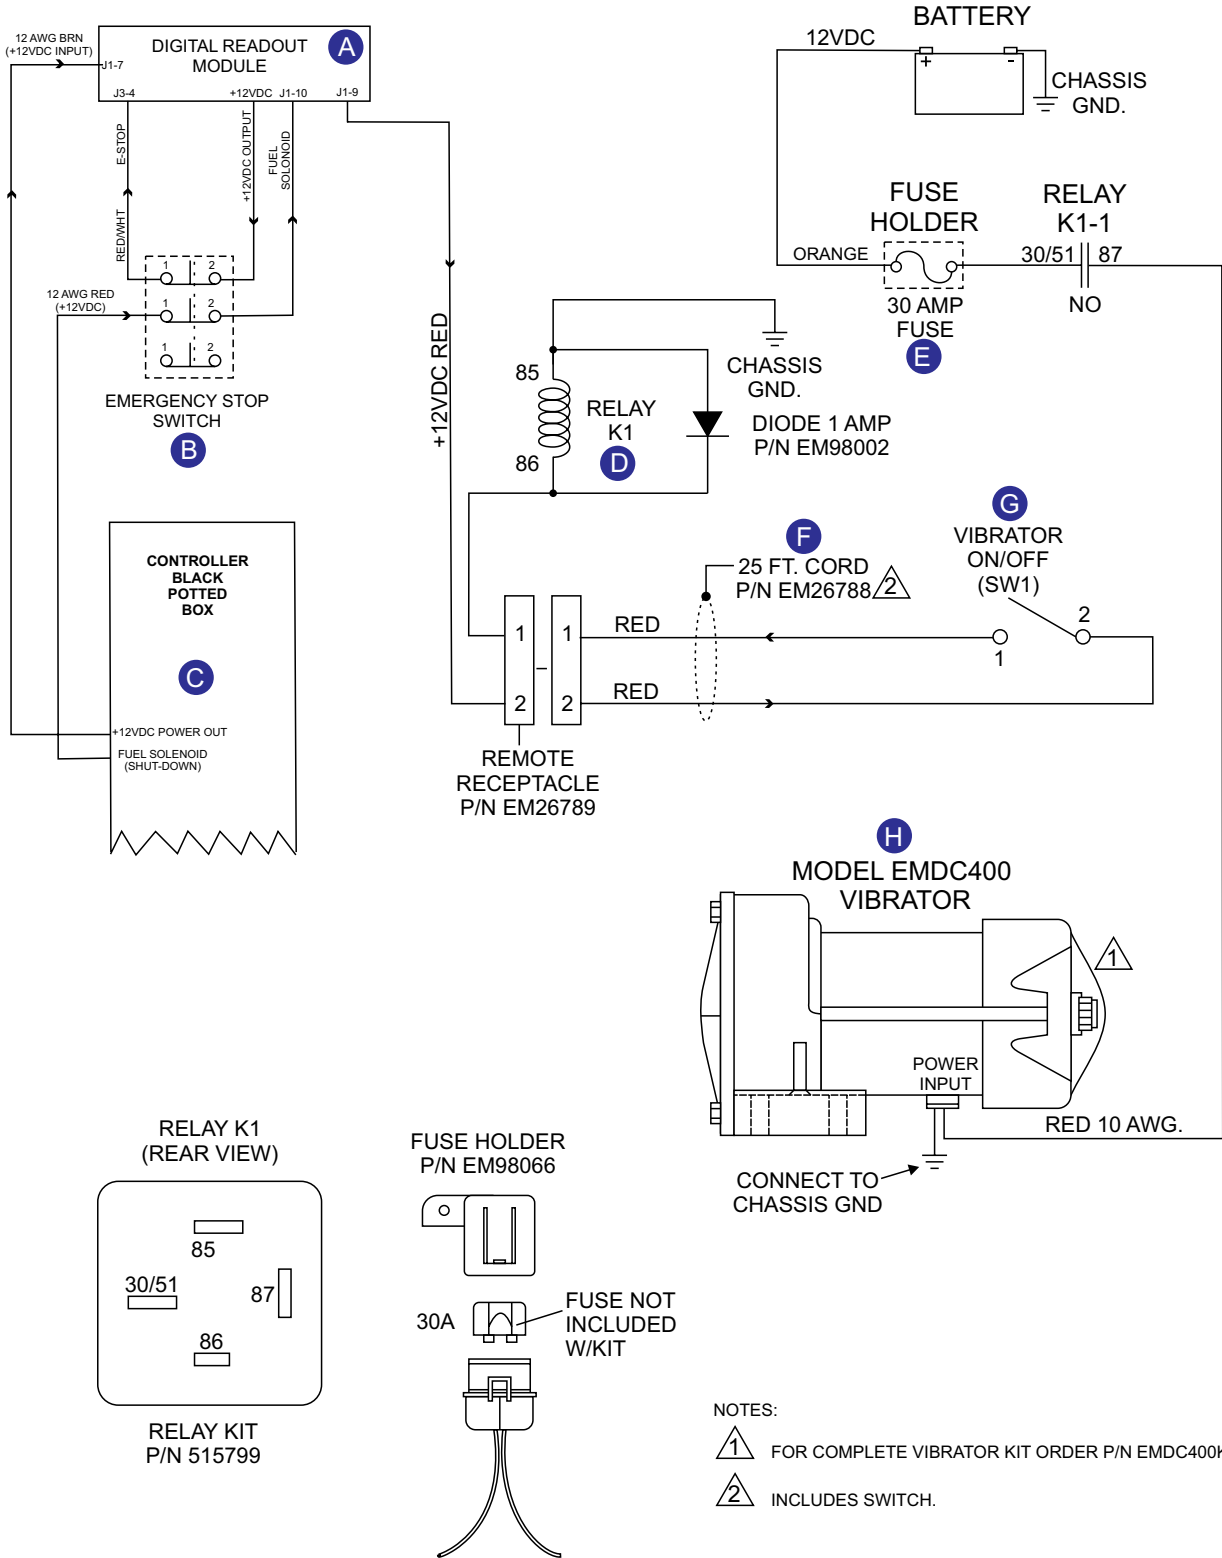 BATTERY
12VDC
+
-
CHASSIS
GND.
12 AWG BRN
(+12VDC INPUT)
DIGITAL READOUT
MODULE
A
J1-7
J3-4
+12VDC
J1-10
J1-9
E-STOP
RED/WHT
+12VDC OUTPUT
FUEL
SOLONOID
1
2
1
2
1
2
12 AWG RED
(+12VDC)
EMERGENCY STOP
SWITCH
B
+12VDC RED
FUSE
HOLDER
ORANGE
30 AMP
FUSE
E
RELAY
K1-1
30/51
87
NO
CHASSIS
GND.
85
86
RELAY
K1
D
DIODE 1 AMP
P/N EM98002
CONTROLLER
BLACK
POTTED
BOX
C
+12VDC POWER OUT
FUEL SOLENOID
(SHUT-DOWN)
F
25 FT. CORD
P/N EM26788
2
G
VIBRATOR
ON/OFF
(SW1)
2
1
1
1
RED
2
2
RED
REMOTE
RECEPTACLE
P/N EM26789
H
MODEL EMDC400
VIBRATOR
1
POWER
INPUT
RED 10 AWG.
CONNECT TO
CHASSIS GND
RELAY K1
(REAR VIEW)
85
30/51
87
86
RELAY KIT
P/N 515799
FUSE HOLDER
P/N EM98066
30A
FUSE NOT
INCLUDED
W/KIT
NOTES:
1 FOR COMPLETE VIBRATOR KIT ORDER P/N EMDC400K
2 INCLUDES SWITCH.